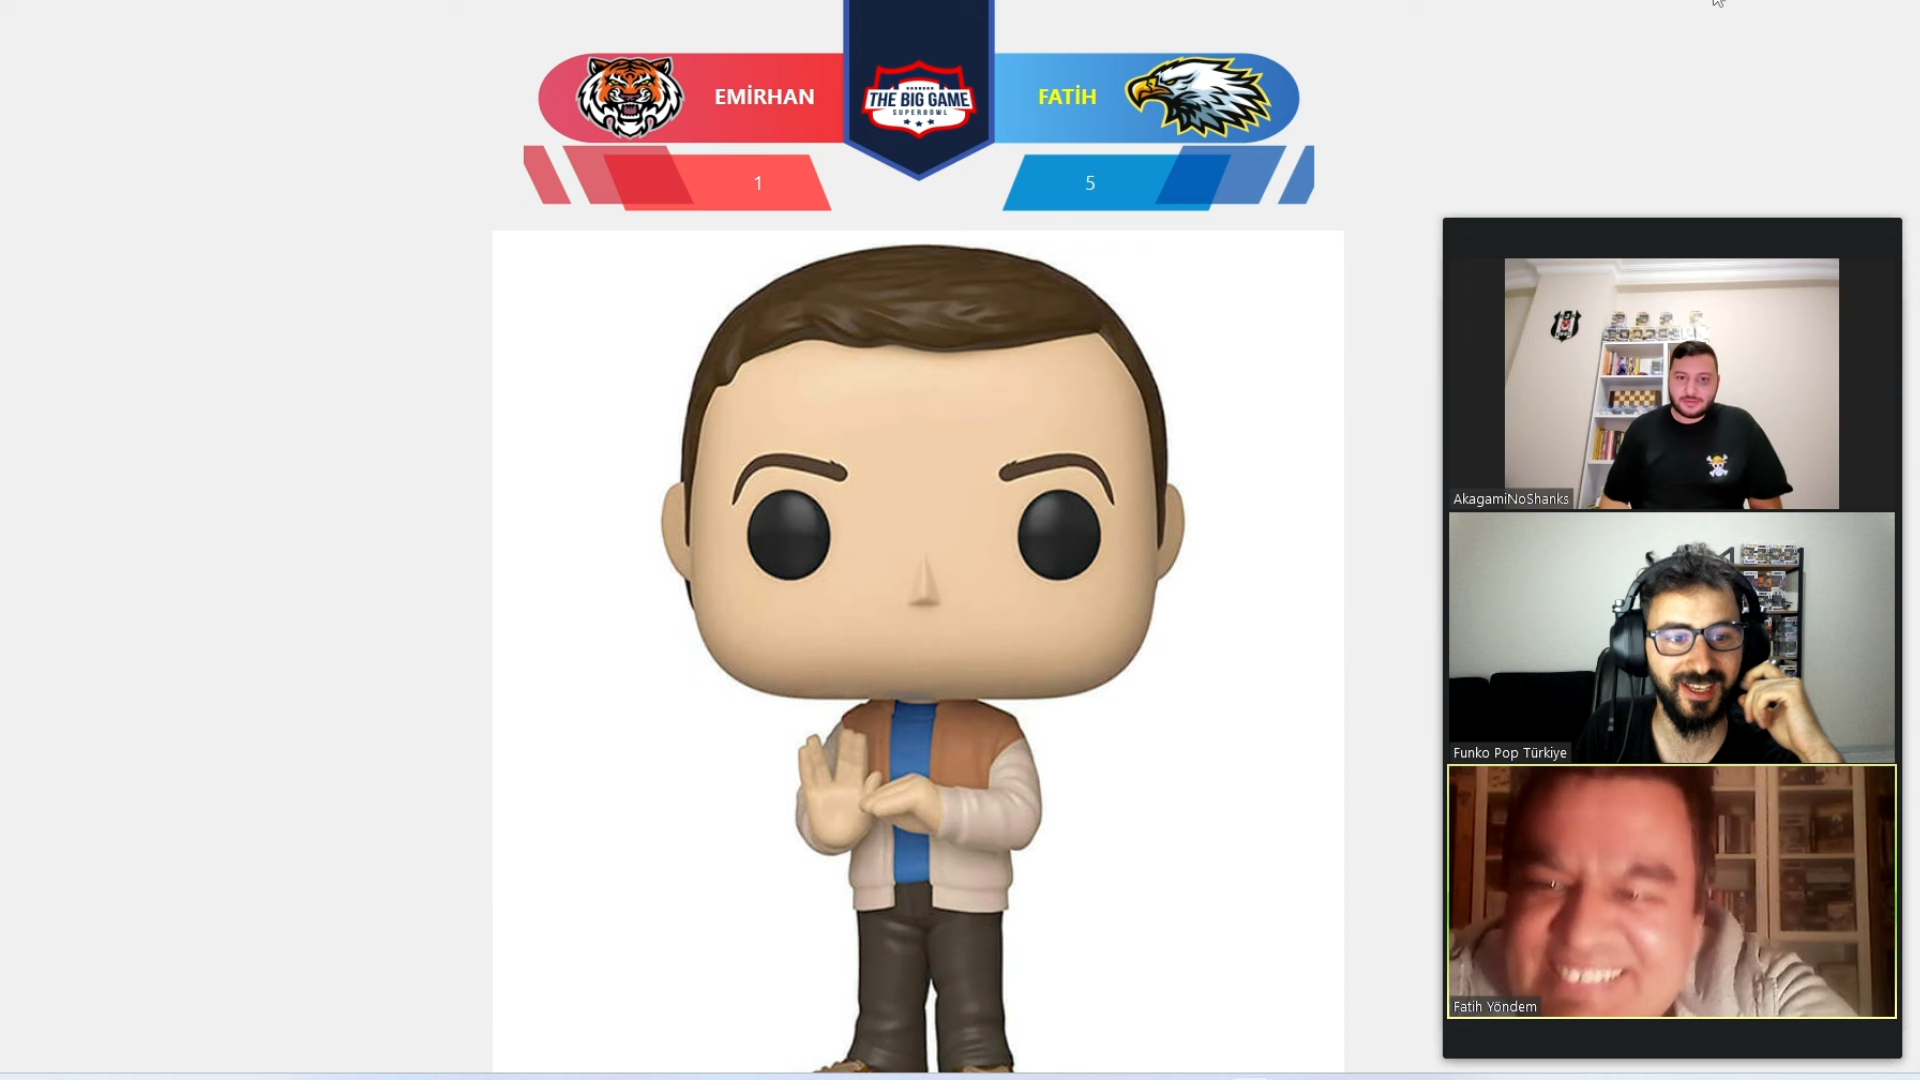 EMİRHAN
THE BIG GAME
SUPERBOWL
FATİH
1
5
AkagamiNoShanks
Funko Pop Türkiye
Fatih Yöndem